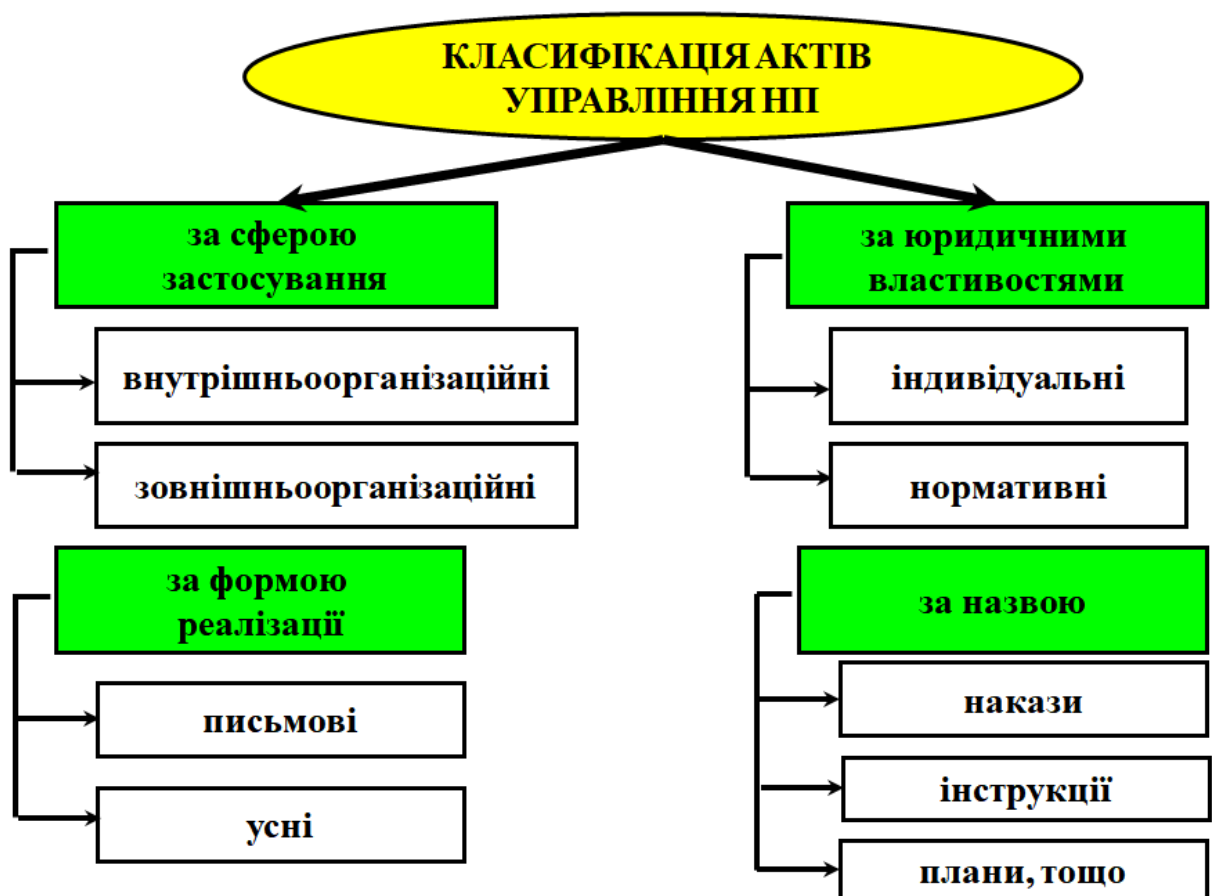 КЛАСИФІКАЦІЯ АКТІВ
УПРАВЛІННЯ НП
за сферою
застосування
внутрішньоорганізаційні
зовнішньоорганізаційні
за юридичними
властивостями
індивідуальні
нормативні
за формою
реалізації
письмові
усні
за назвою
накази
інструкції
плани, тощо